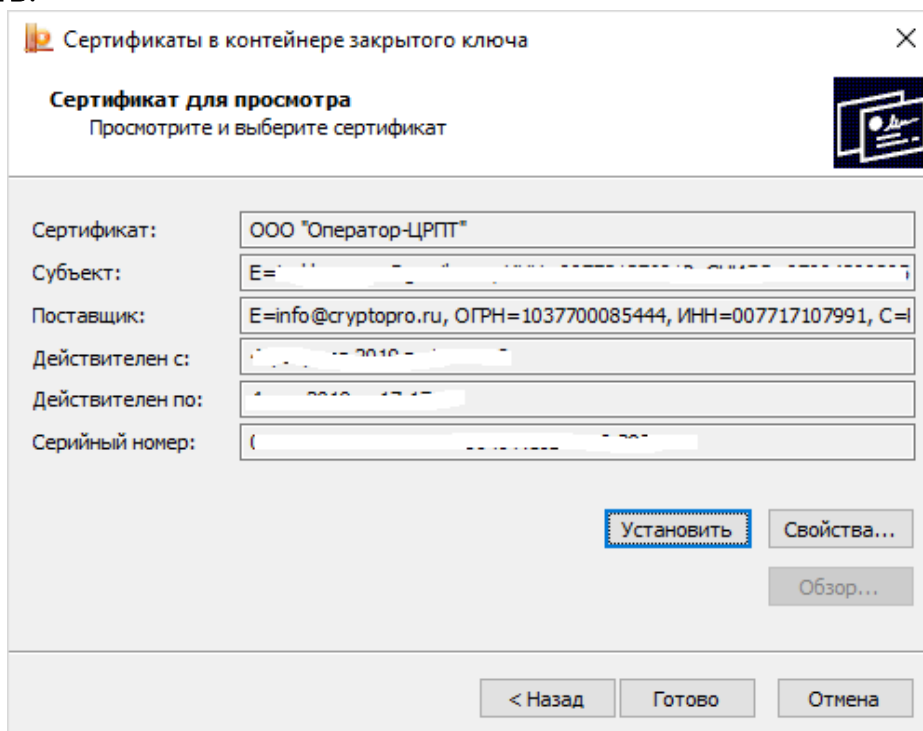 Сертификаты в контейнере закрытого ключа
Сертификат для просмотра
Просмотрите и выберите сертификат
Сертификат: ООО "Оператор-ЦРПТ"
Субъект: E=
Поставщик: E=info@cryptopro.ru, ОГРН=1037700085444, ИНН=007717107991, C=
Действителен с:
Действителен по:
Серийный номер:
Установить Свойства...
Обзор...
< Назад Готово Отмена